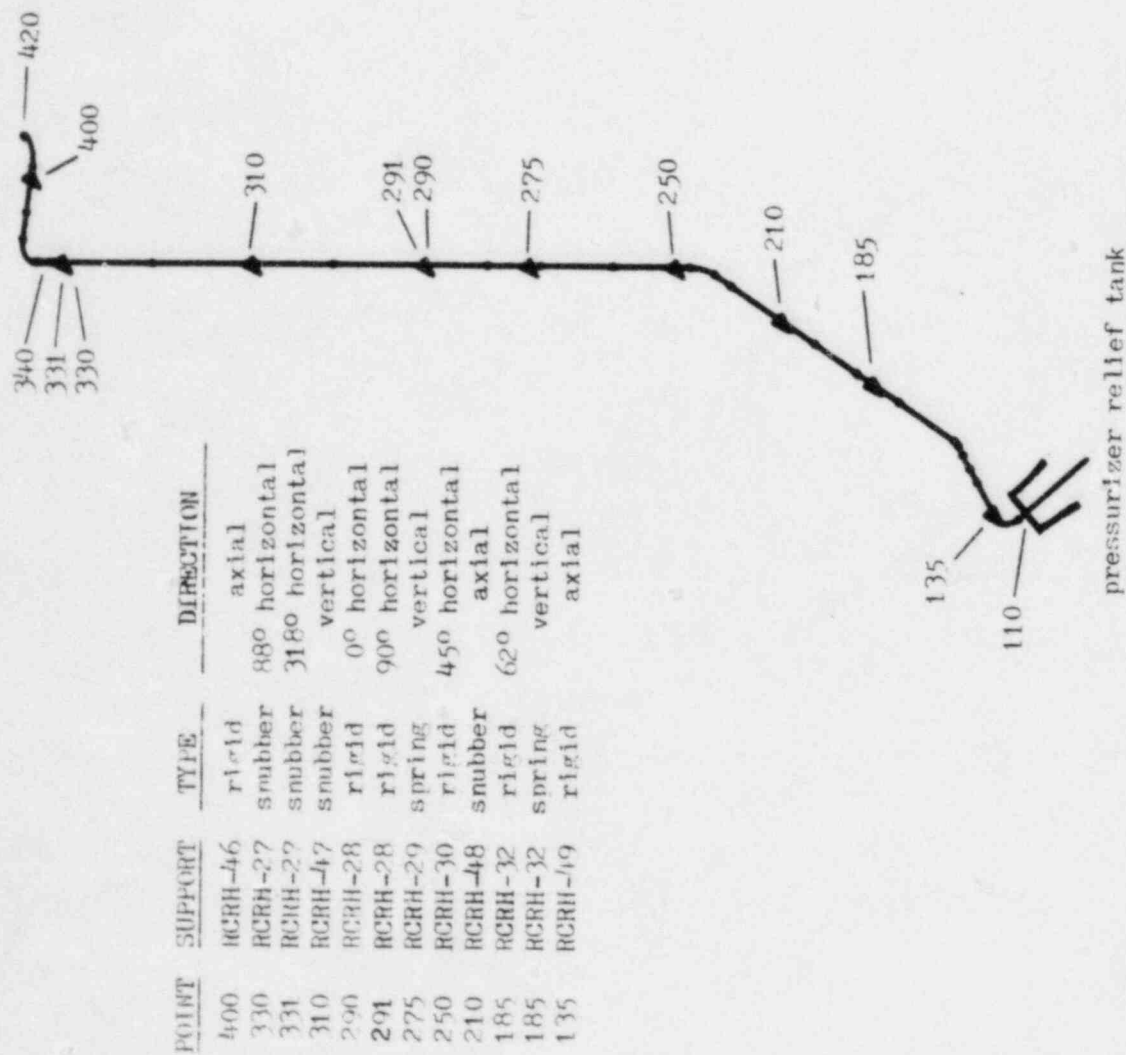 POINT SUPPORT TYPE DIRECTION
400 RCRH-46 rigid axial
330 RCRH-27 snubber 88° horizontal
331 RCRH-27 snubber 318° horizontal
310 RCRH-47 snubber vertical
290 RCRH-28 rigid 0° horizontal
291 RCRH-28 rigid 90° horizontal
275 RCRH-29 spring vertical
250 RCRH-30 rigid 45° horizontal
210 RCRH-48 snubber axial
185 RCRH-32 rigid 62° horizontal
185 RCRH-32 spring vertical
135 RCRH-49 rigid axial
420
400
340
331
330
310
291
290
275
250
210
185
135
110
pressurizer relief tank